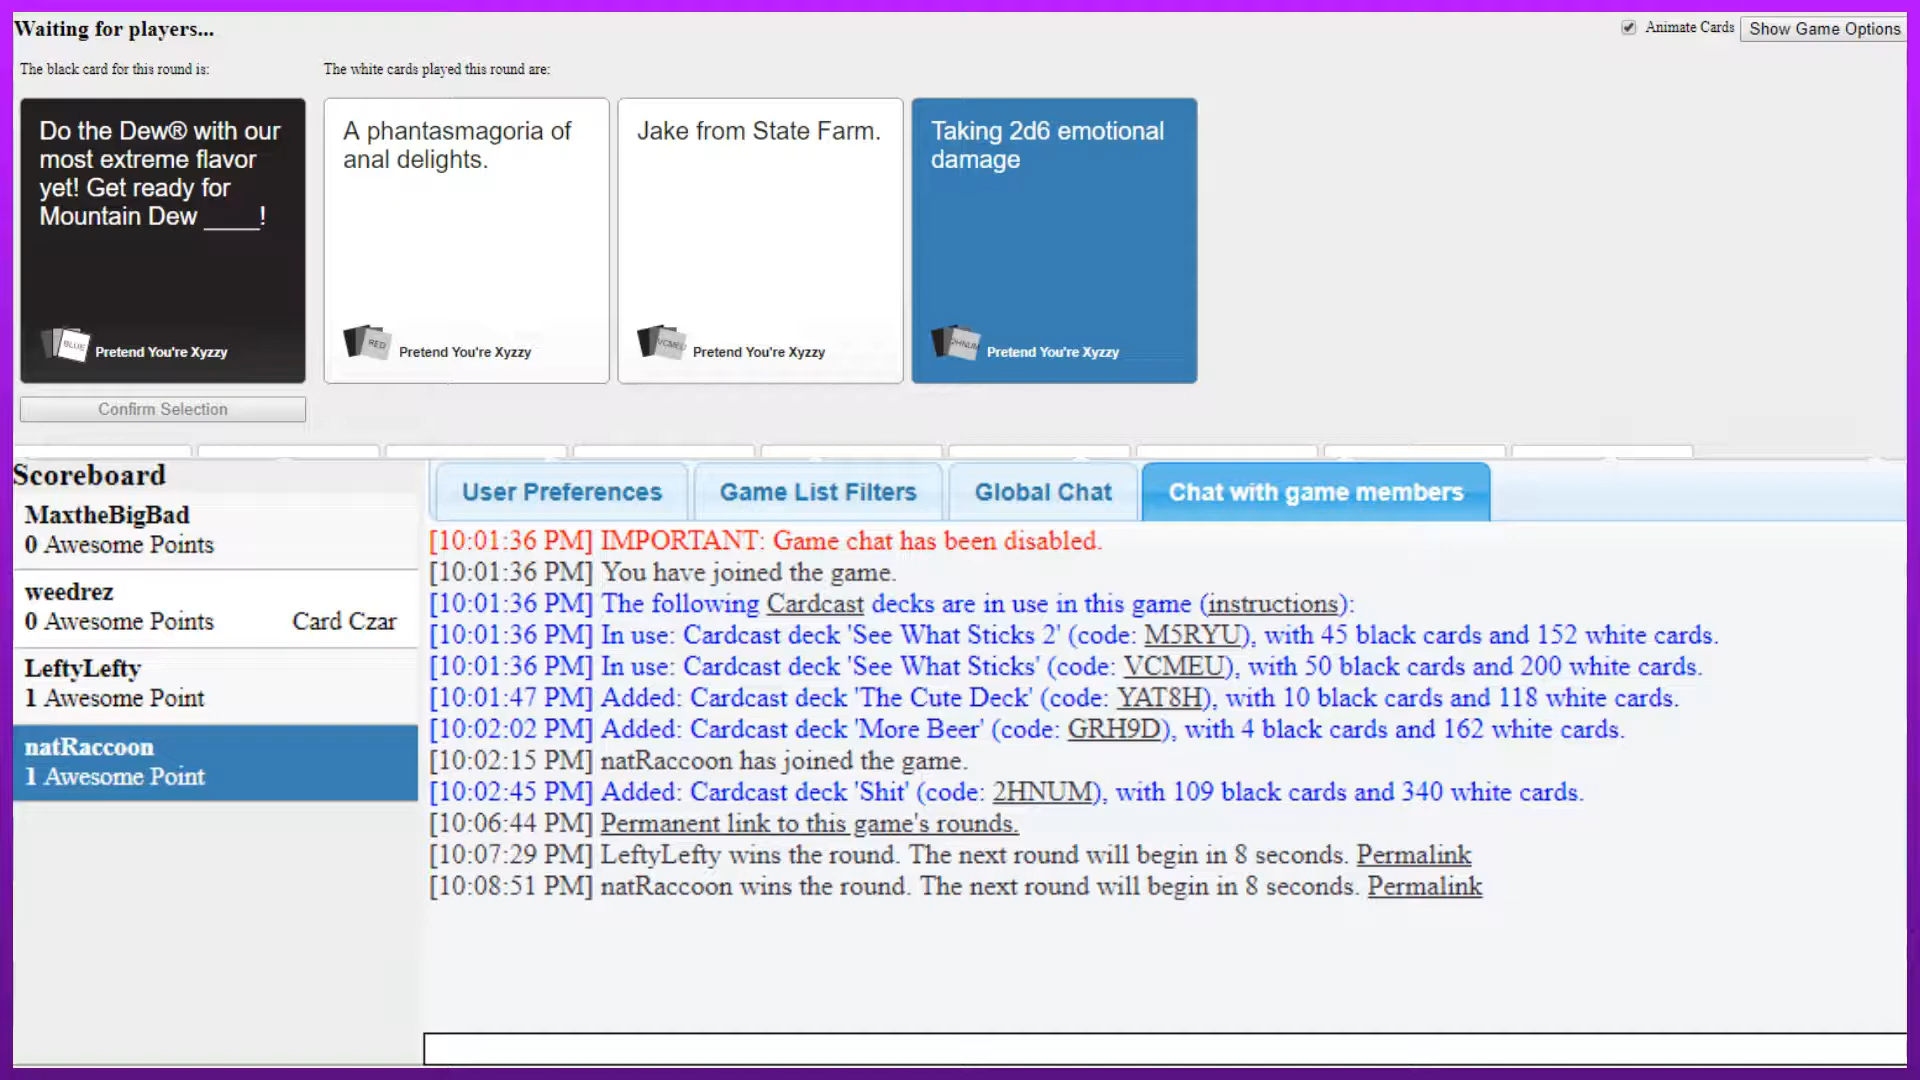 Waiting for players...
Animate Cards
Show Game Options
The black card for this round is:
The white cards played this round are:
Do the Dew® with our
most extreme flavor
yet! Get ready for
Mountain Dew ____!
BLUE
Pretend You're Xyzzy
A phantasmagoria of
anal delights.
RED
Pretend You're Xyzzy
Jake from State Farm.
VCMEU
Pretend You're Xyzzy
Taking 2d6 emotional
damage
2HNUM
Pretend You're Xyzzy
Confirm Selection
Scoreboard
MaxtheBigBad
0 Awesome Points
weedrez
0 Awesome Points Card Czar
LeftyLefty
1 Awesome Point
natRaccoon
1 Awesome Point
User Preferences
Game List Filters
Global Chat
Chat with game members
[10:01:36 PM] IMPORTANT: Game chat has been disabled.
[10:01:36 PM] You have joined the game.
[10:01:36 PM] The following Cardcast decks are in use in this game (instructions):
[10:01:36 PM] In use: Cardcast deck 'See What Sticks 2' (code: M5RYU), with 45 black cards and 152 white cards.
[10:01:36 PM] In use: Cardcast deck 'See What Sticks' (code: VCMEU), with 50 black cards and 200 white cards.
[10:01:47 PM] Added: Cardcast deck 'The Cute Deck' (code: YAT8H), with 10 black cards and 118 white cards.
[10:02:02 PM] Added: Cardcast deck 'More Beer' (code: GRH9D), with 4 black cards and 162 white cards.
[10:02:15 PM] natRaccoon has joined the game.
[10:02:45 PM] Added: Cardcast deck 'Shit' (code: 2HNUM), with 109 black cards and 340 white cards.
[10:06:44 PM] Permanent link to this game's rounds.
[10:07:29 PM] LeftyLefty wins the round. The next round will begin in 8 seconds. Permalink
[10:08:51 PM] natRaccoon wins the round. The next round will begin in 8 seconds. Permalink